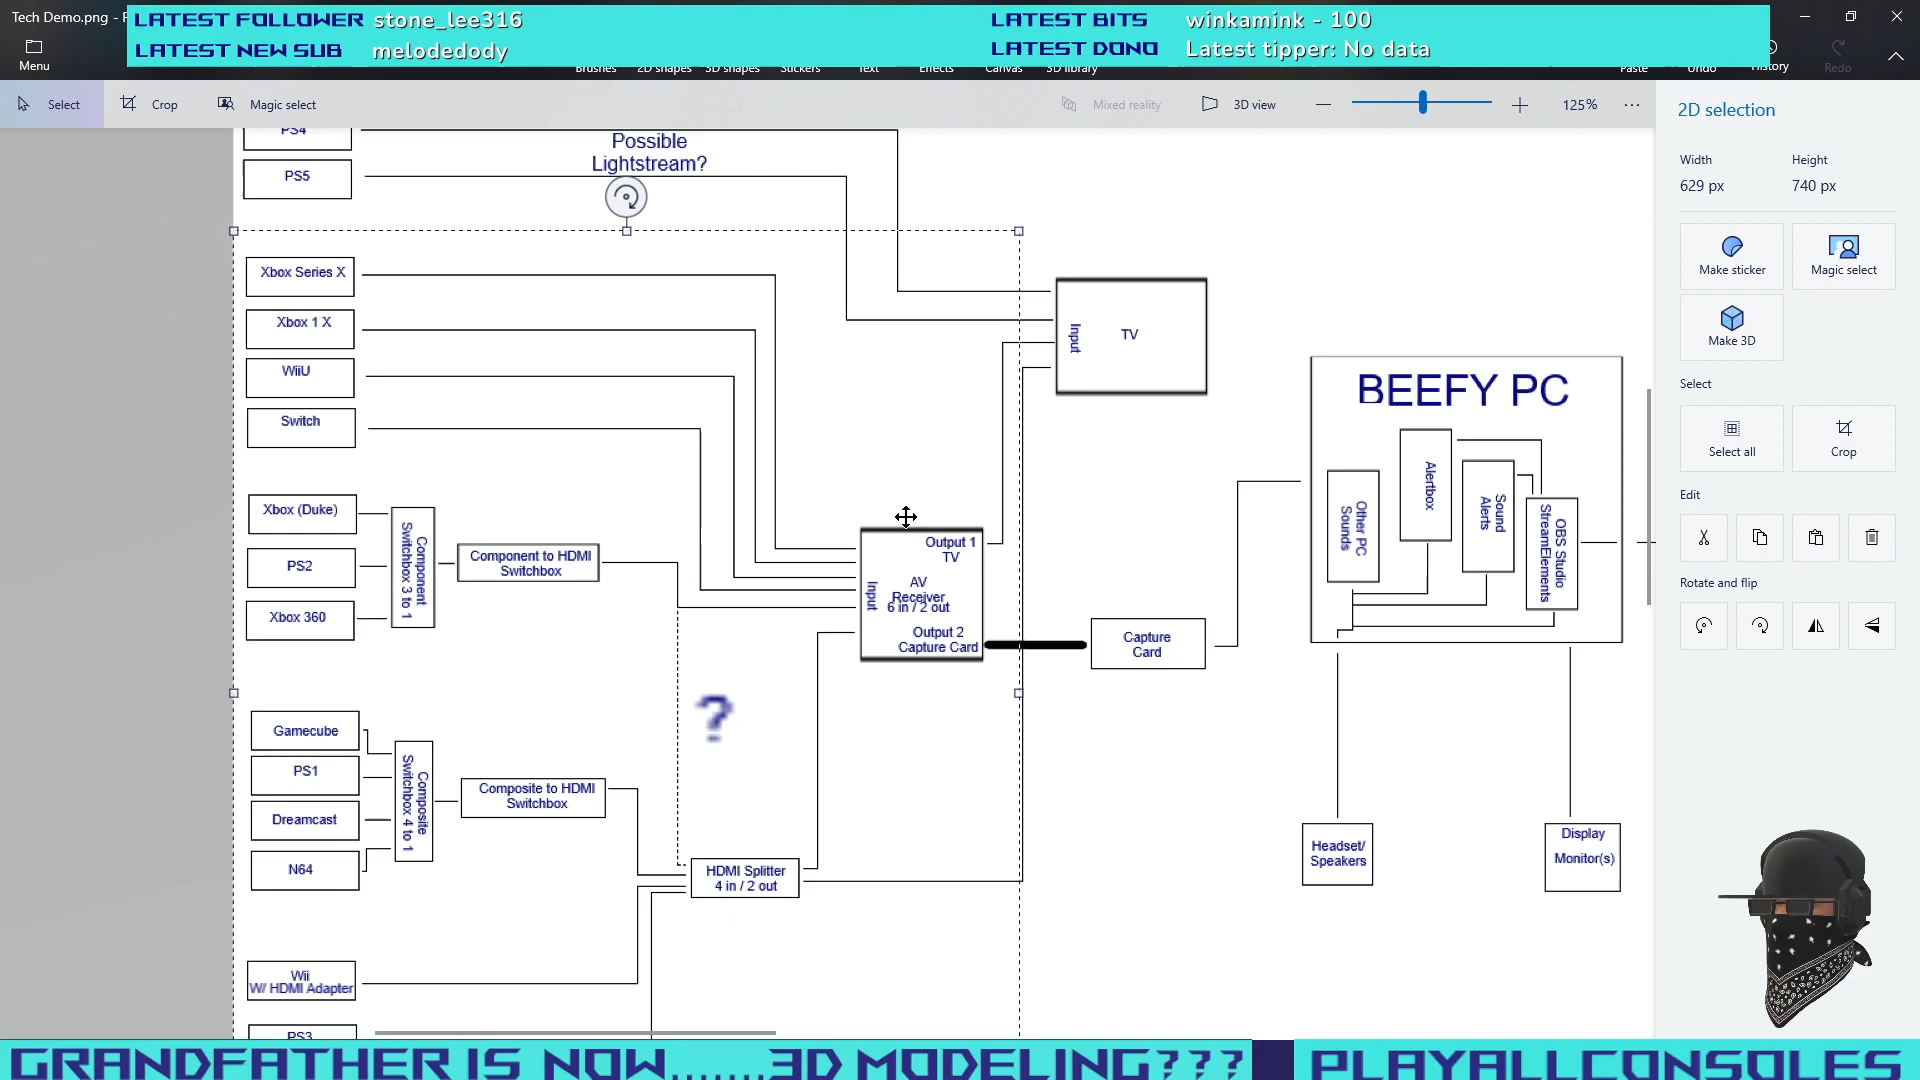 Tech Demo.png - P
LATEST FOLLOWER stone_lee316
LATEST NEW SUB melodedody
LATEST BITS winkamink - 100
LATEST DONO Latest tipper: No data
Menu
Brushes 2D shapes 3D shapes Stickers Text Effects Canvas 3D library Paste Undo History Redo
Select Crop Magic select Mixed reality 3D view 125%
2D selection
Width Height
629 px 740 px
Make sticker Magic select
Make 3D
Select
Select all Crop
Edit
Rotate and flip
PS4
Possible
Lightstream?
PS5
Xbox Series X
Xbox 1 X
WiiU
Switch
Input
TV
BEEFY PC
Other PC
Sounds
Alertbox
Sound
Alerts
OBS Studio
StreamElements
Xbox (Duke)
PS2
Xbox 360
Component
Switchbox 3 to 1
Component to HDMI
Switchbox
Output 1
TV
AV
Receiver
6 in / 2 out
Input
Output 2
Capture Card
Capture
Card
?
Gamecube
PS1
Dreamcast
N64
Composite
Switchbox 4 to 1
Composite to HDMI
Switchbox
HDMI Splitter
4 in / 2 out
Headset/
Speakers
Display
Monitor(s)
Wii
W/ HDMI Adapter
PS3
GRANDFATHER IS NOW.......3D MODELING??? PLAYALLCONSOLES